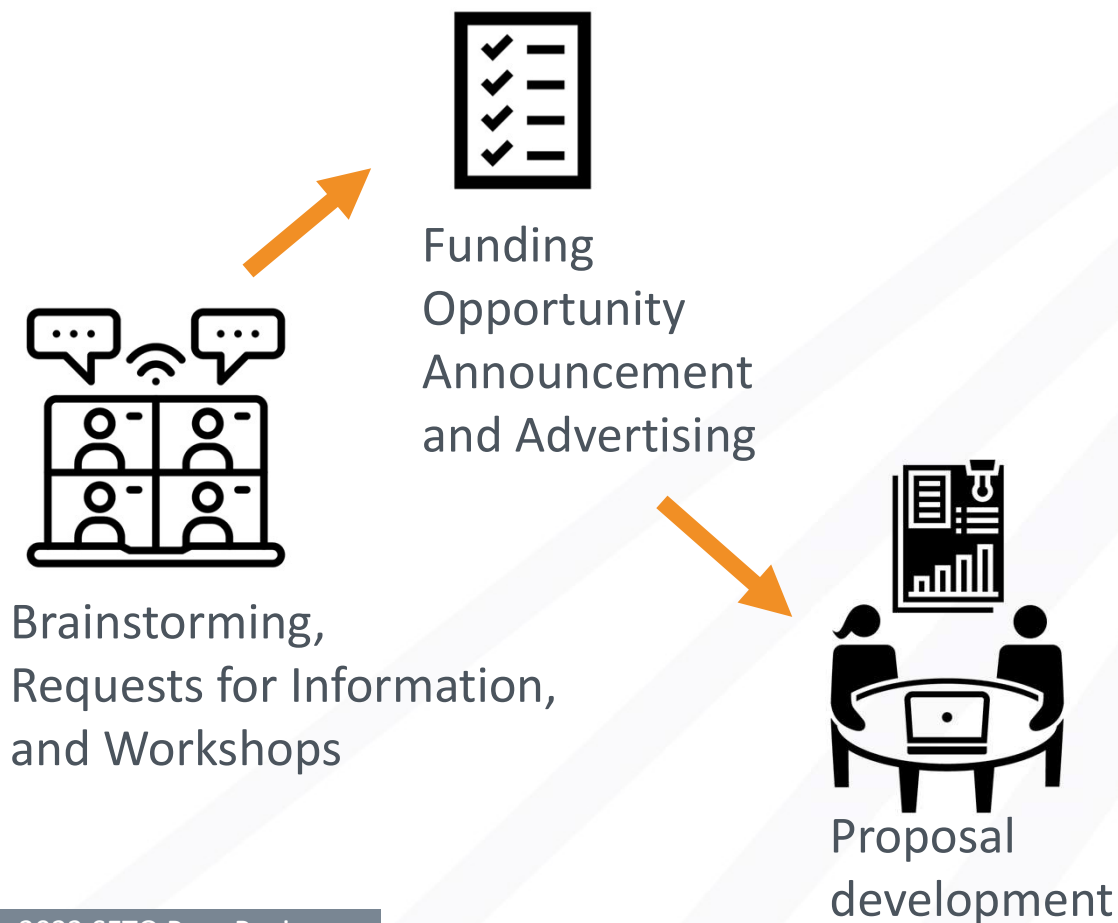 Funding
Opportunity
Announcement
and Advertising
Brainstorming,
Requests for Information,
and Workshops
Proposal
development